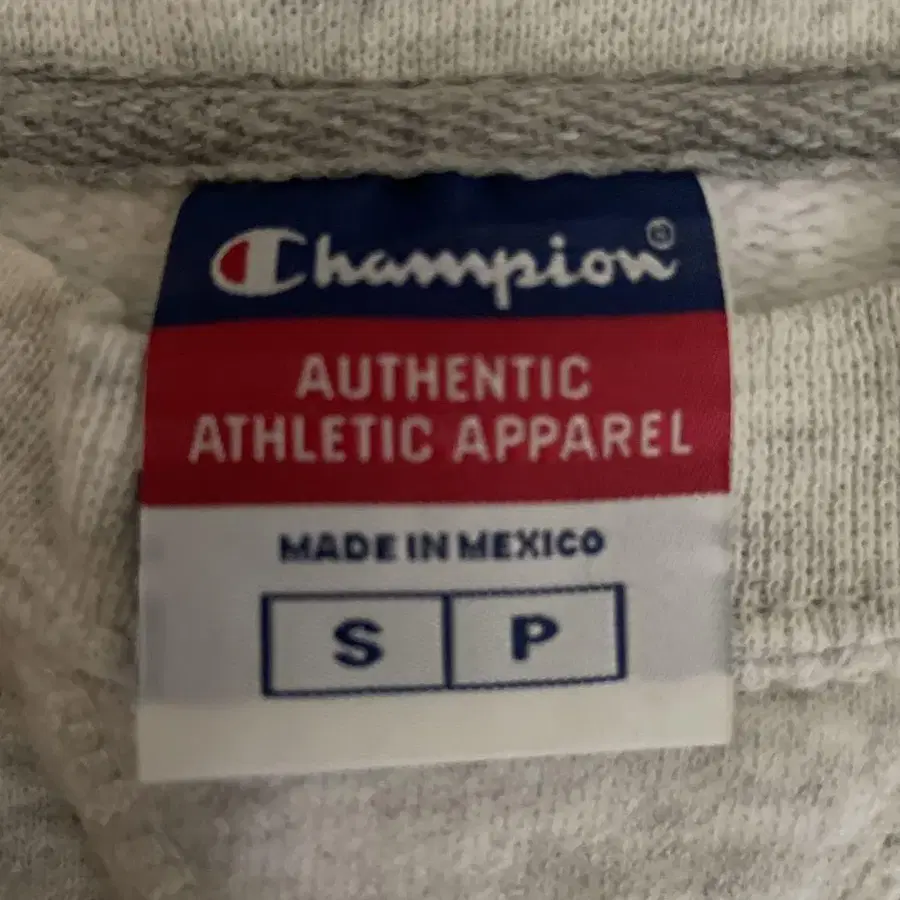 Champion®
AUTHENTIC
ATHLETIC APPAREL
MADE IN MEXICO
S P